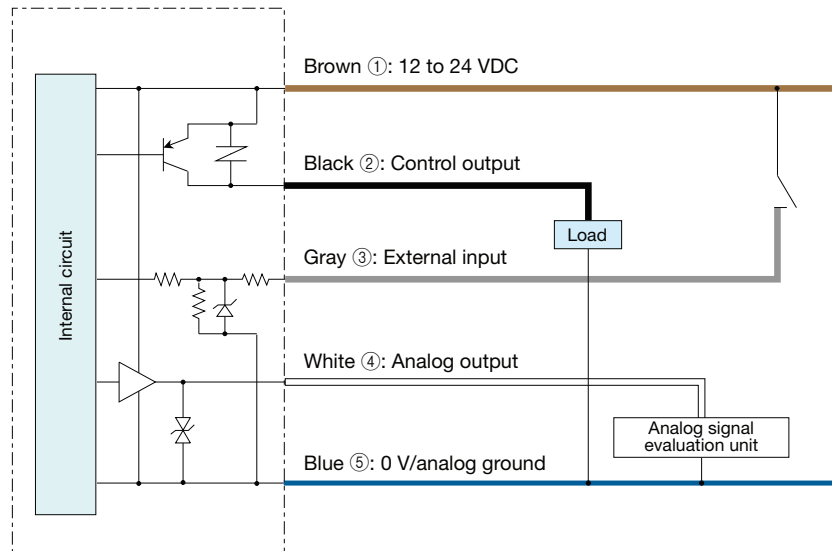 Brown ①: 12 to 24 VDC
Black ②: Control output
Load
Internal circuit
Gray ③: External input
White ④: Analog output
Analog signal
evaluation unit
Blue ⑤: 0 V/analog ground